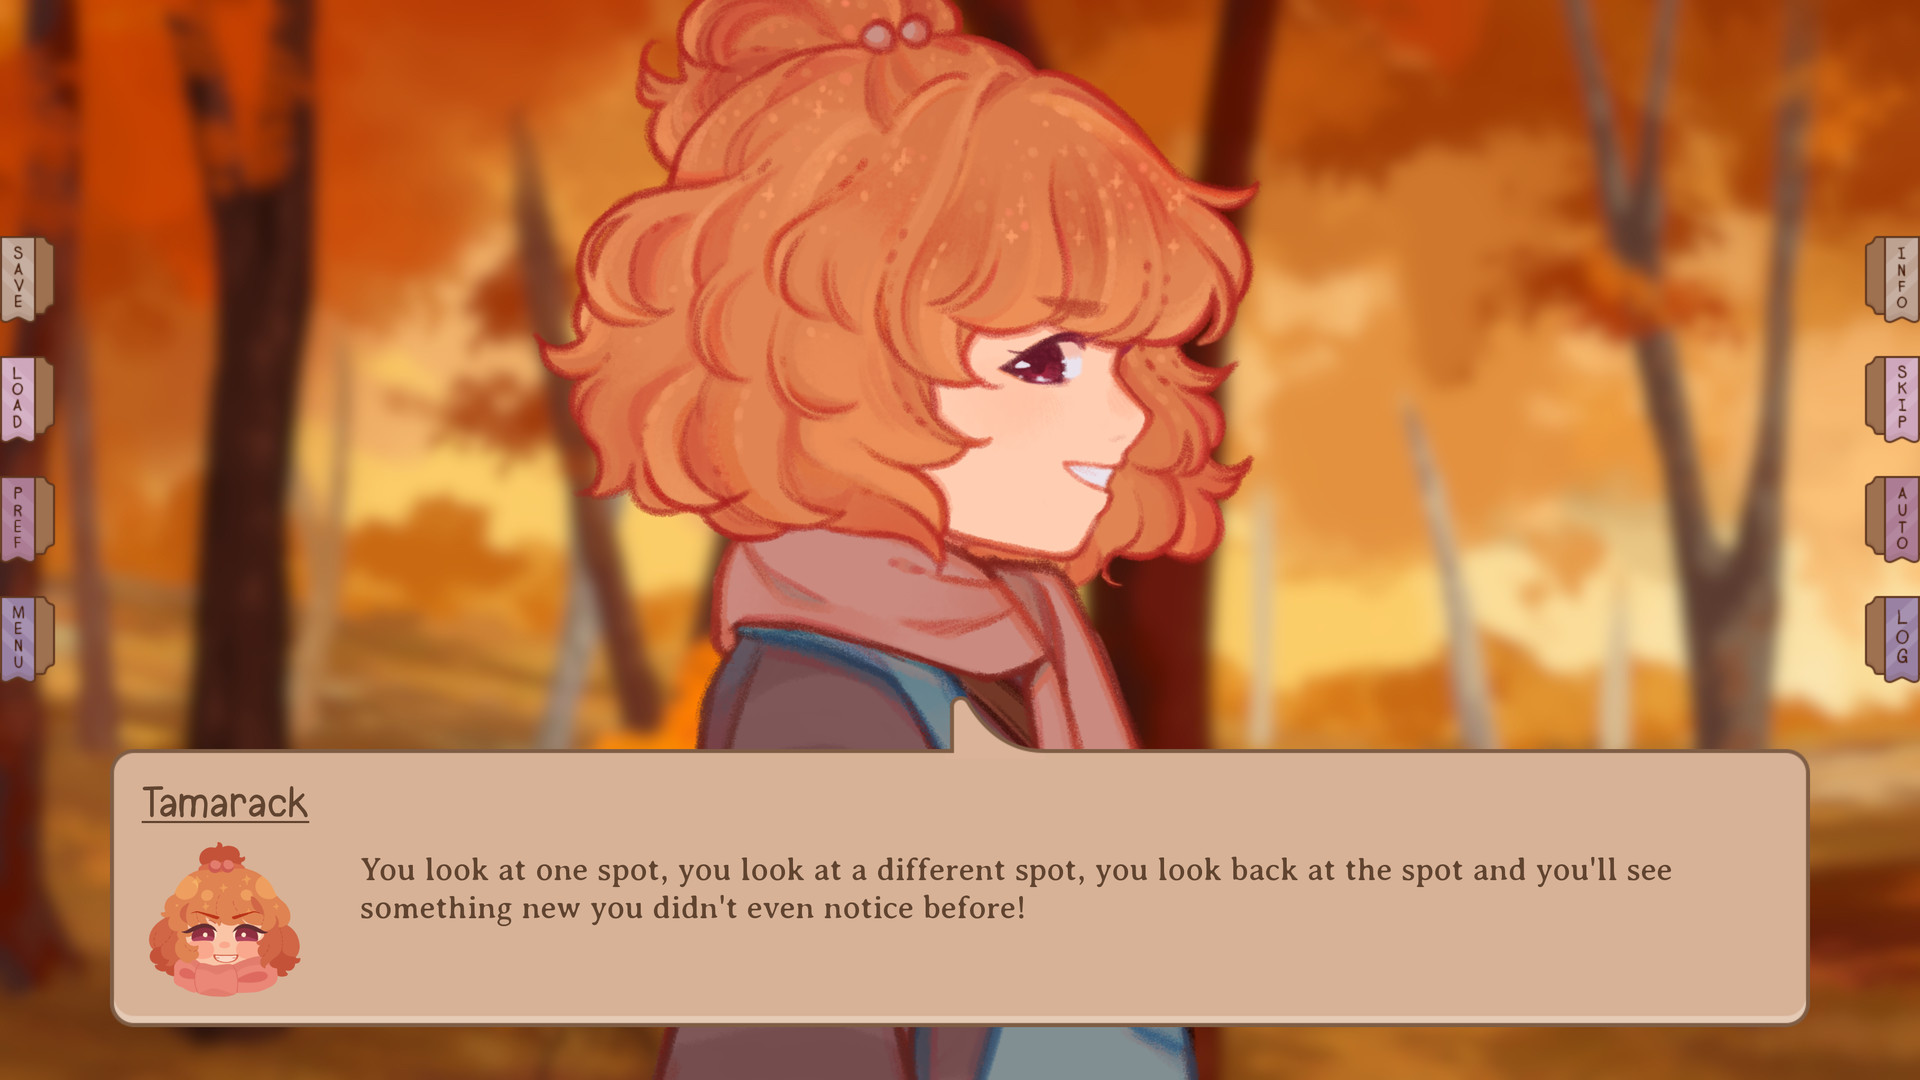 SAVE
LOAD
PREF
MENU
INFO
SKIP
AUTO
LOG
Tamarack
You look at one spot, you look at a different spot, you look back at the spot and you'll see
something new you didn't even notice before!